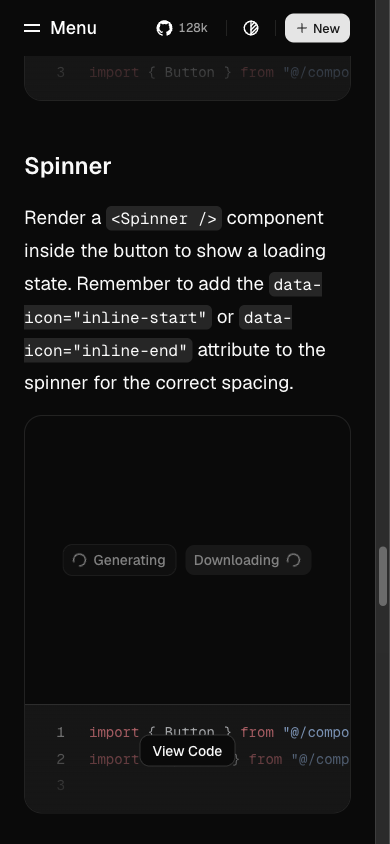 Menu 128k + New
3 import { Button } from "@/compo
Spinner
Render a <Spinner /> component
inside the button to show a loading
state. Remember to add the data-
icon="inline-start" or data-
icon="inline-end" attribute to the
spinner for the correct spacing.
Generating Downloading
1 import { Button } from "@/compo
View Code
2 import } from "@/comp
3